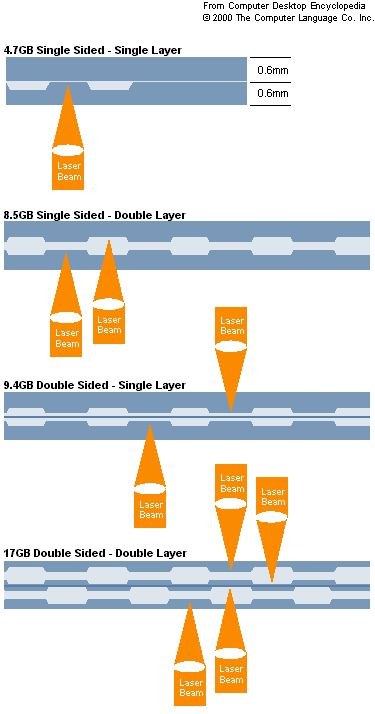 From Computer Desktop Encyclopedia
© 2000 The Computer Language Co. Inc.
4.7GB Single Sided - Single Layer
0.6mm
0.6mm
Laser
Beam
8.5GB Single Sided - Double Layer
Laser
Beam
Laser
Beam
Laser
Beam
9.4GB Double Sided - Single Layer
Laser
Beam
Laser
Beam
Laser
Beam
17GB Double Sided - Double Layer
Laser
Beam
Laser
Beam